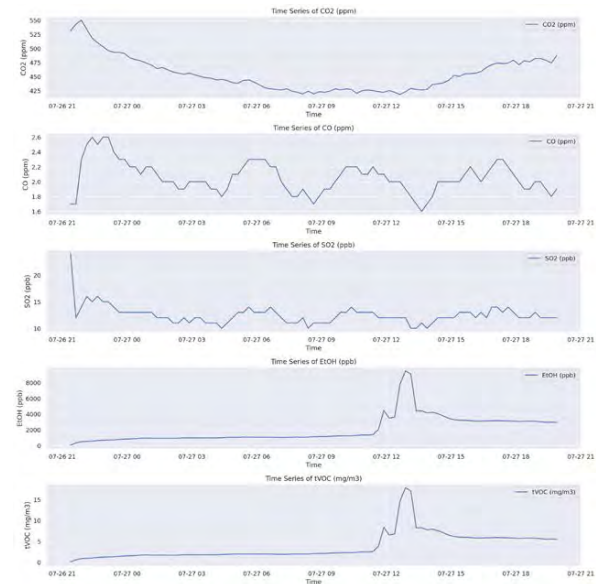 Time Series of CO2 (ppm)
CO2 (ppm)
550
525
500
475
450
425
CO2 (ppm)
07-26 21 07-27 00 07-27 03 07-27 06 07-27 09 07-27 12 07-27 15 07-27 18 07-27 21
Time
Time Series of CO (ppm)
CO (ppm)
2.6
2.4
2.2
2.0
1.8
1.6
CO (ppm)
07-26 21 07-27 00 07-27 03 07-27 06 07-27 09 07-27 12 07-27 15 07-27 18 07-27 21
Time
Time Series of SO2 (ppb)
SO2 (ppb)
20
15
10
SO2 (ppb)
07-26 21 07-27 00 07-27 03 07-27 06 07-27 09 07-27 12 07-27 15 07-27 18 07-27 21
Time
Time Series of EtOH (ppb)
EtOH (ppb)
8000
6000
4000
2000
0
EtOH (ppb)
07-26 21 07-27 00 07-27 03 07-27 06 07-27 09 07-27 12 07-27 15 07-27 18 07-27 21
Time
Time Series of tVOC (mg/m3)
tVOC (mg/m3)
15
10
5
0
tVOC (mg/m3)
07-26 21 07-27 00 07-27 03 07-27 06 07-27 09 07-27 12 07-27 15 07-27 18 07-27 21
Time